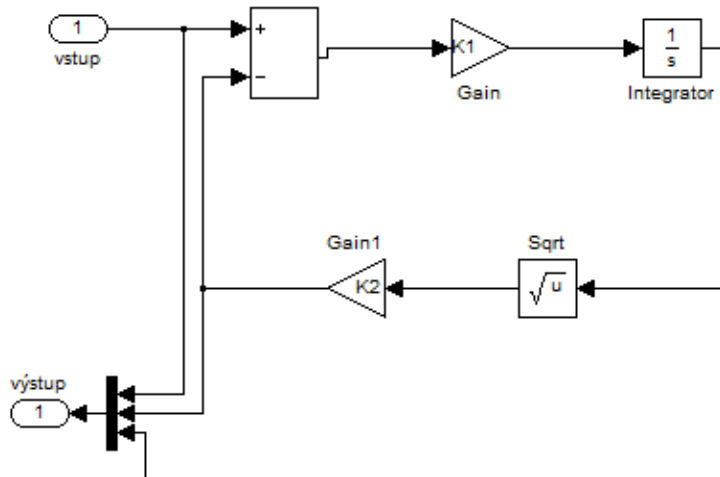 1
vstup
+
−
K1
Gain
1
s
Integrator
Gain1
K2
Sqrt
√u
výstup
1